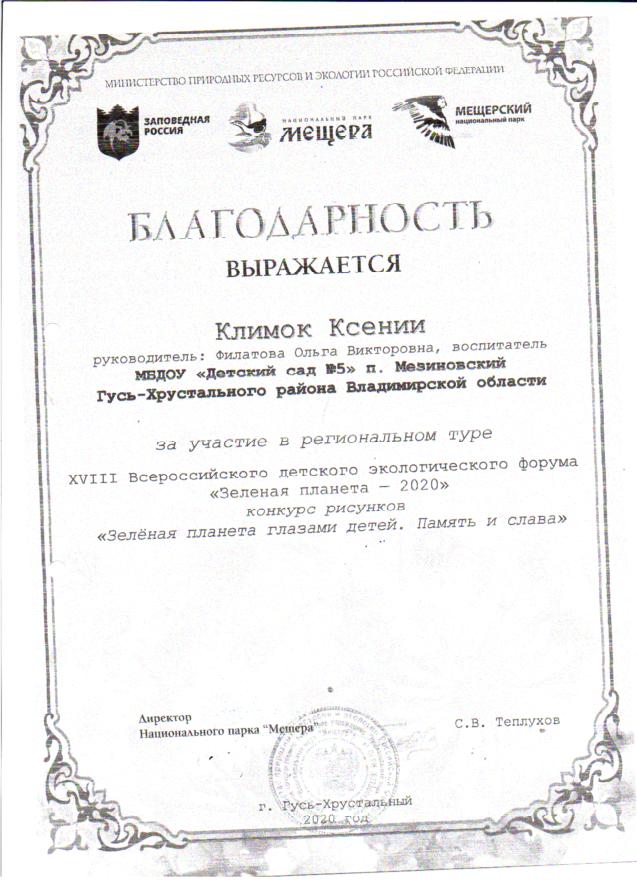 МИНИСТЕРСТВО ПРИРОДНЫХ РЕСУРСОВ И ЭКОЛОГИИ РОССИЙСКОЙ ФЕДЕРАЦИИ
ЗАПОВЕДНАЯ
РОССИЯ
НАЦИОНАЛЬНЫЙ ПАРК
МЕЩЕРА
МЕЩЕРСКИЙ
национальный парк
БЛАГОДАРНОСТЬ
ВЫРАЖАЕТСЯ
Климок Ксении
руководитель: Филатова Ольга Викторовна, воспитатель
МБДОУ «Детский сад №5» п. Мезиновский
Гусь-Хрустального района Владимирской области
за участие в региональном туре
XVIII Всероссийского детского экологического форума
«Зеленая планета – 2020»
конкурс рисунков
«Зелёная планета глазами детей. Память и слава»
Директор
Национального парка "Мещера"
С.В. Теплухов
г. Гусь-Хрустальный
2020 год